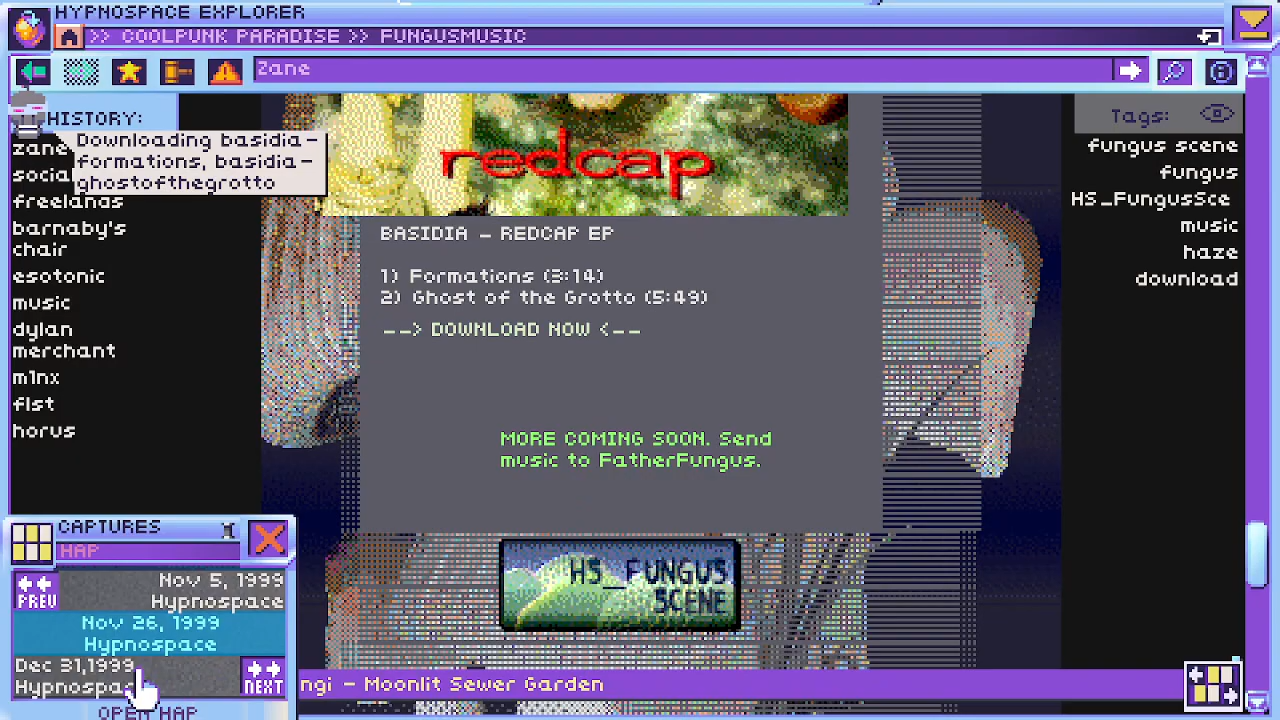 HYPNOSPACE EXPLORER
>> COOLPUNK PARADISE >> FUNGUSMUSIC
Zane
HISTORY:
Downloading basidia-
formations, basidia-
ghostofthegrotto
zane
freelands
barnaby's
chair
esotonic
music
dylan
merchant
m1nx
f1st
horus
redcap
BASIDIA - REDCAP EP
1) Formations (3:14)
2) Ghost of the Grotto (5:49)
--> DOWNLOAD NOW <--
MORE COMING SOON. Send
music to FatherFungus.
HS_FUNGUS
SCENE
Tags:
fungus scene
fungus
HS_FungusSce
music
haze
download
CAPTURES
HAP
PREV
Nov 5, 1999
Hypnospace
Nov 26, 1999
Hypnospace
Dec 31,1999
NEXT
OPEN HAP
ngi - Moonlit Sewer Garden